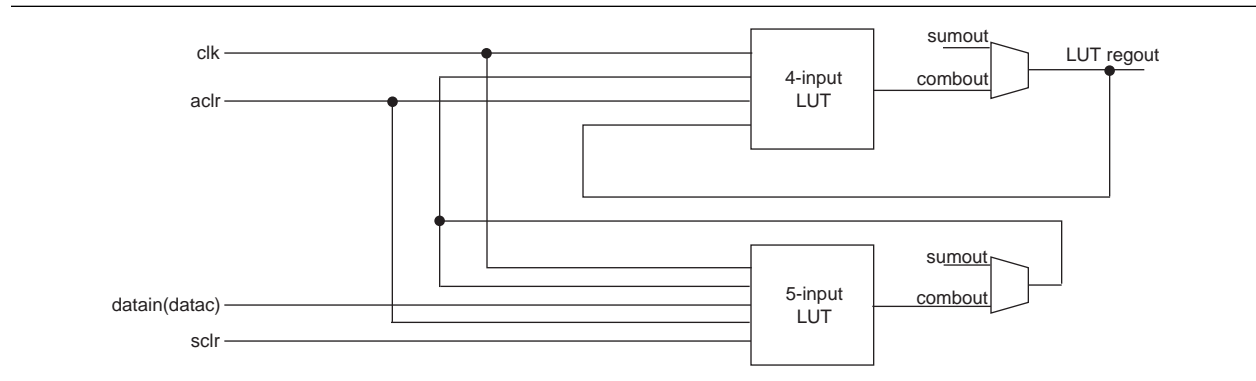 clk
aclr
4-input
LUT
sumout
combout
LUT regout
datain(datac)
sclr
5-input
LUT
sumout
combout